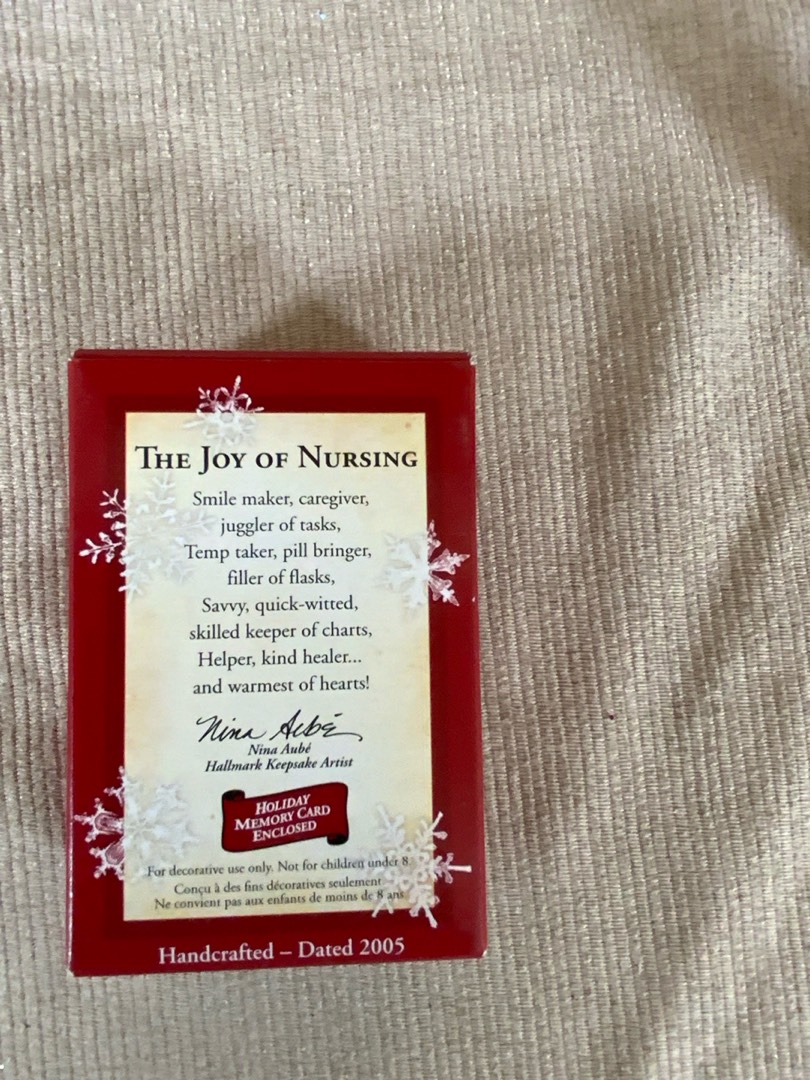 The Joy of Nursing
Smile maker, caregiver,
juggler of tasks,
Temp taker, pill bringer,
filler of flasks,
Savvy, quick-witted,
skilled keeper of charts,
Helper, kind healer...
and warmest of hearts!
Nina Aubé
Nina Aubé
Hallmark Keepsake Artist
Holiday
Memory Card
Enclosed
For decorative use only. Not for children under 8.
Conçu à des fins décoratives seulement.
Ne convient pas aux enfants de moins de 8 ans.
Handcrafted – Dated 2005